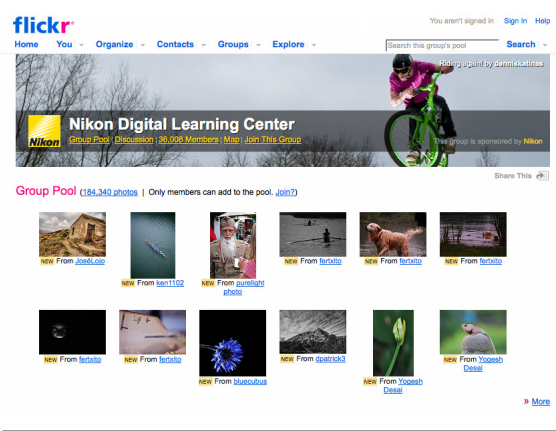 flickr
You aren't signed in Sign In Help
Home You Organize Contacts Groups Explore
Search this group's pool Search
Riding again! by dermiskatinas
Nikon
Nikon Digital Learning Center
Group Pool | Discussion | 36,008 Members | Map | Join This Group
This group is sponsored by Nikon
Share This
Group Pool (184,340 photos | Only members can add to the pool. Join?)
NEW From JoséLojo
NEW From ken1102
NEW From purelight photo
NEW From fertxito
NEW From fertxito
NEW From fertxito
NEW From fertxito
NEW From fertxito
NEW From bluecubus
NEW From dpatrick3
NEW From Yogesh Desai
NEW From Yogesh Desai
» More